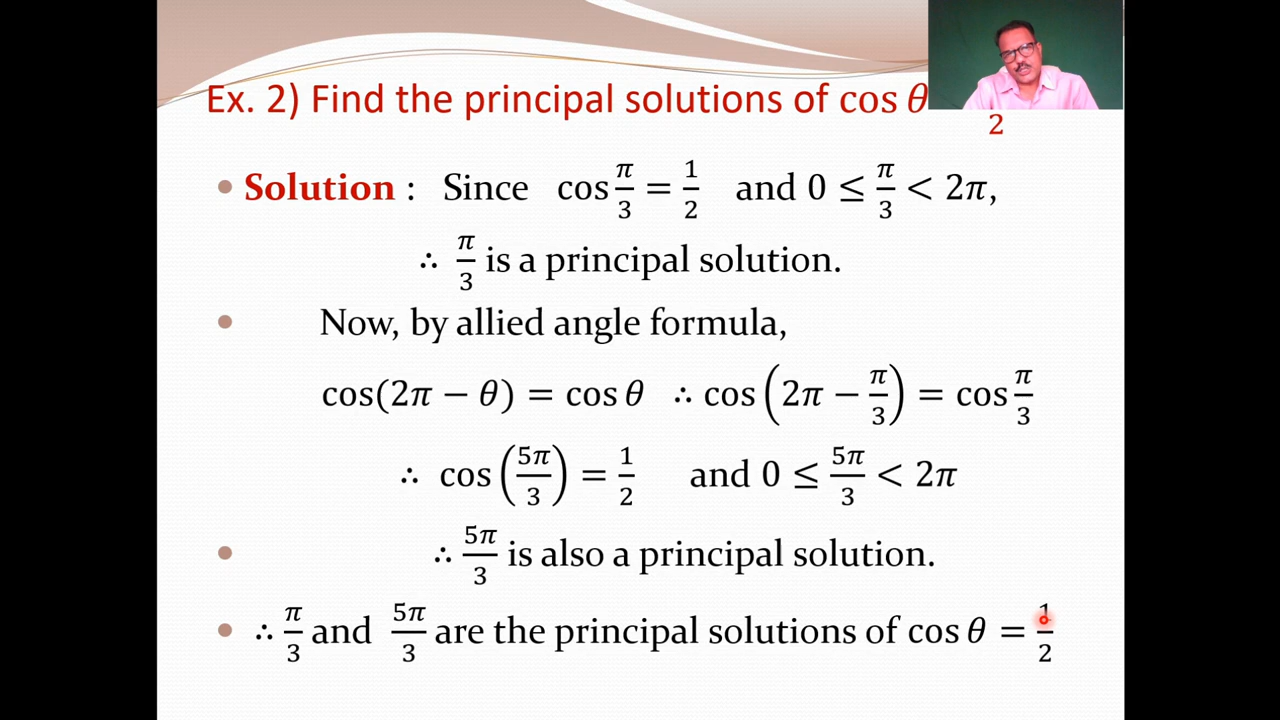 Ex. 2) Find the principal solutions of cos θ
2
• Solution : Since cos π/3 = 1/2 and 0 ≤ π/3 < 2π,
∴ π/3 is a principal solution.
• Now, by allied angle formula,
cos(2π − θ) = cos θ ∴ cos (2π − π/3) = cos π/3
∴ cos (5π/3) = 1/2 and 0 ≤ 5π/3 < 2π
• ∴ 5π/3 is also a principal solution.
• ∴ π/3 and 5π/3 are the principal solutions of cos θ = 1/2